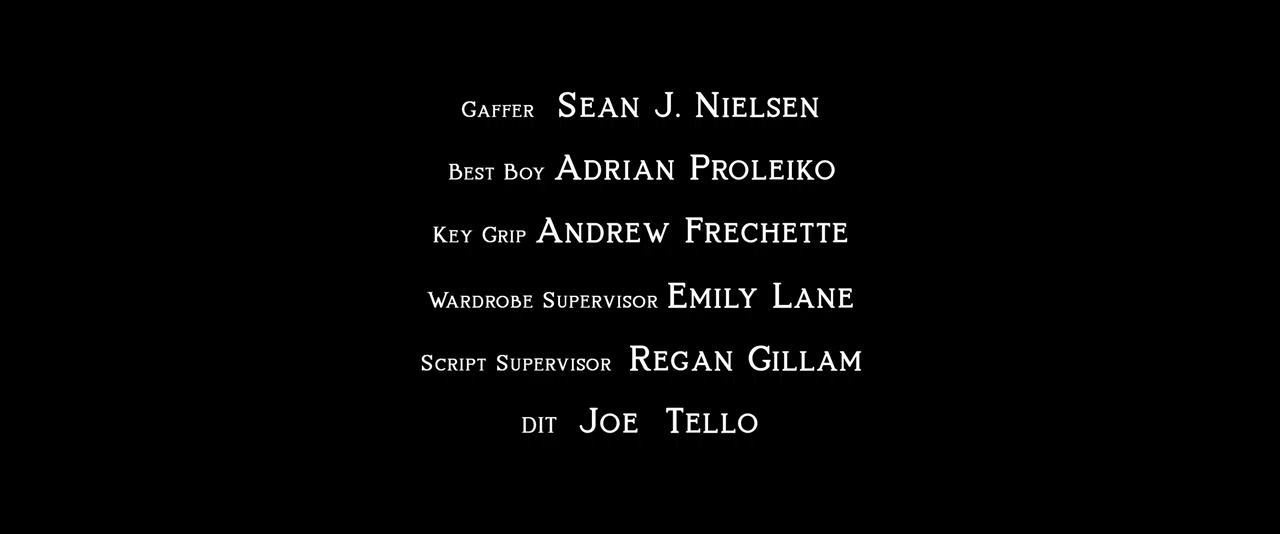 Gaffer Sean J. Nielsen
Best Boy Adrian Proleiko
Key Grip Andrew Frechette
Wardrobe Supervisor Emily Lane
Script Supervisor Regan Gillam
DIT Joe Tello